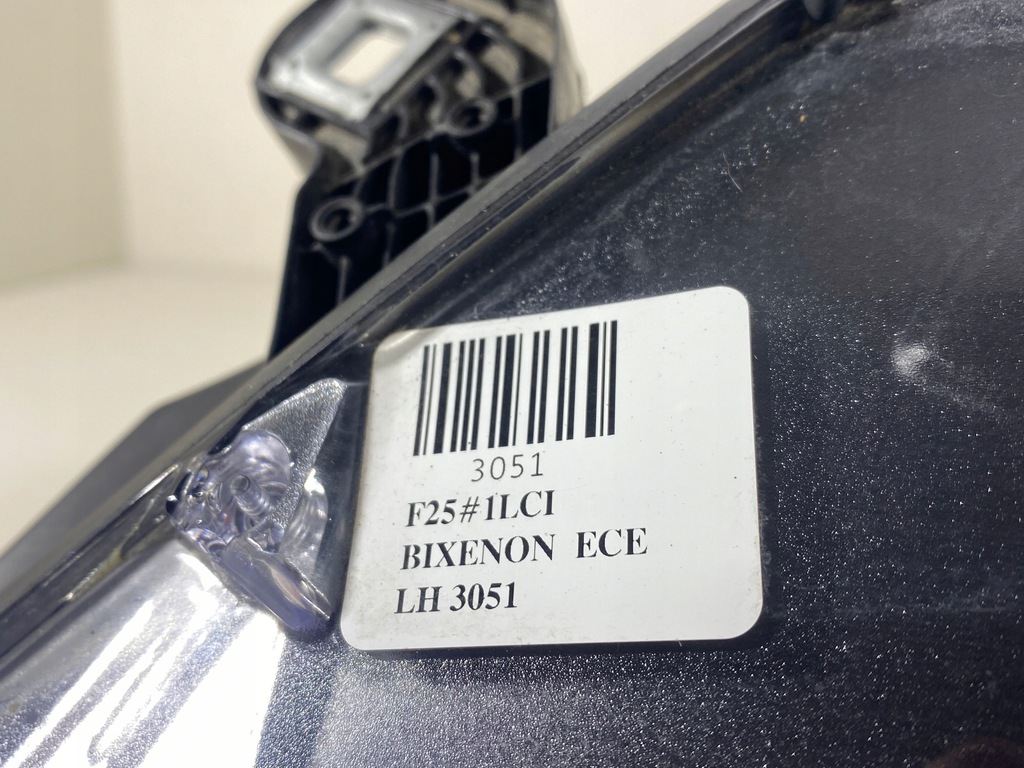 3051
F25#1LCI
BIXENON ECE
LH 3051